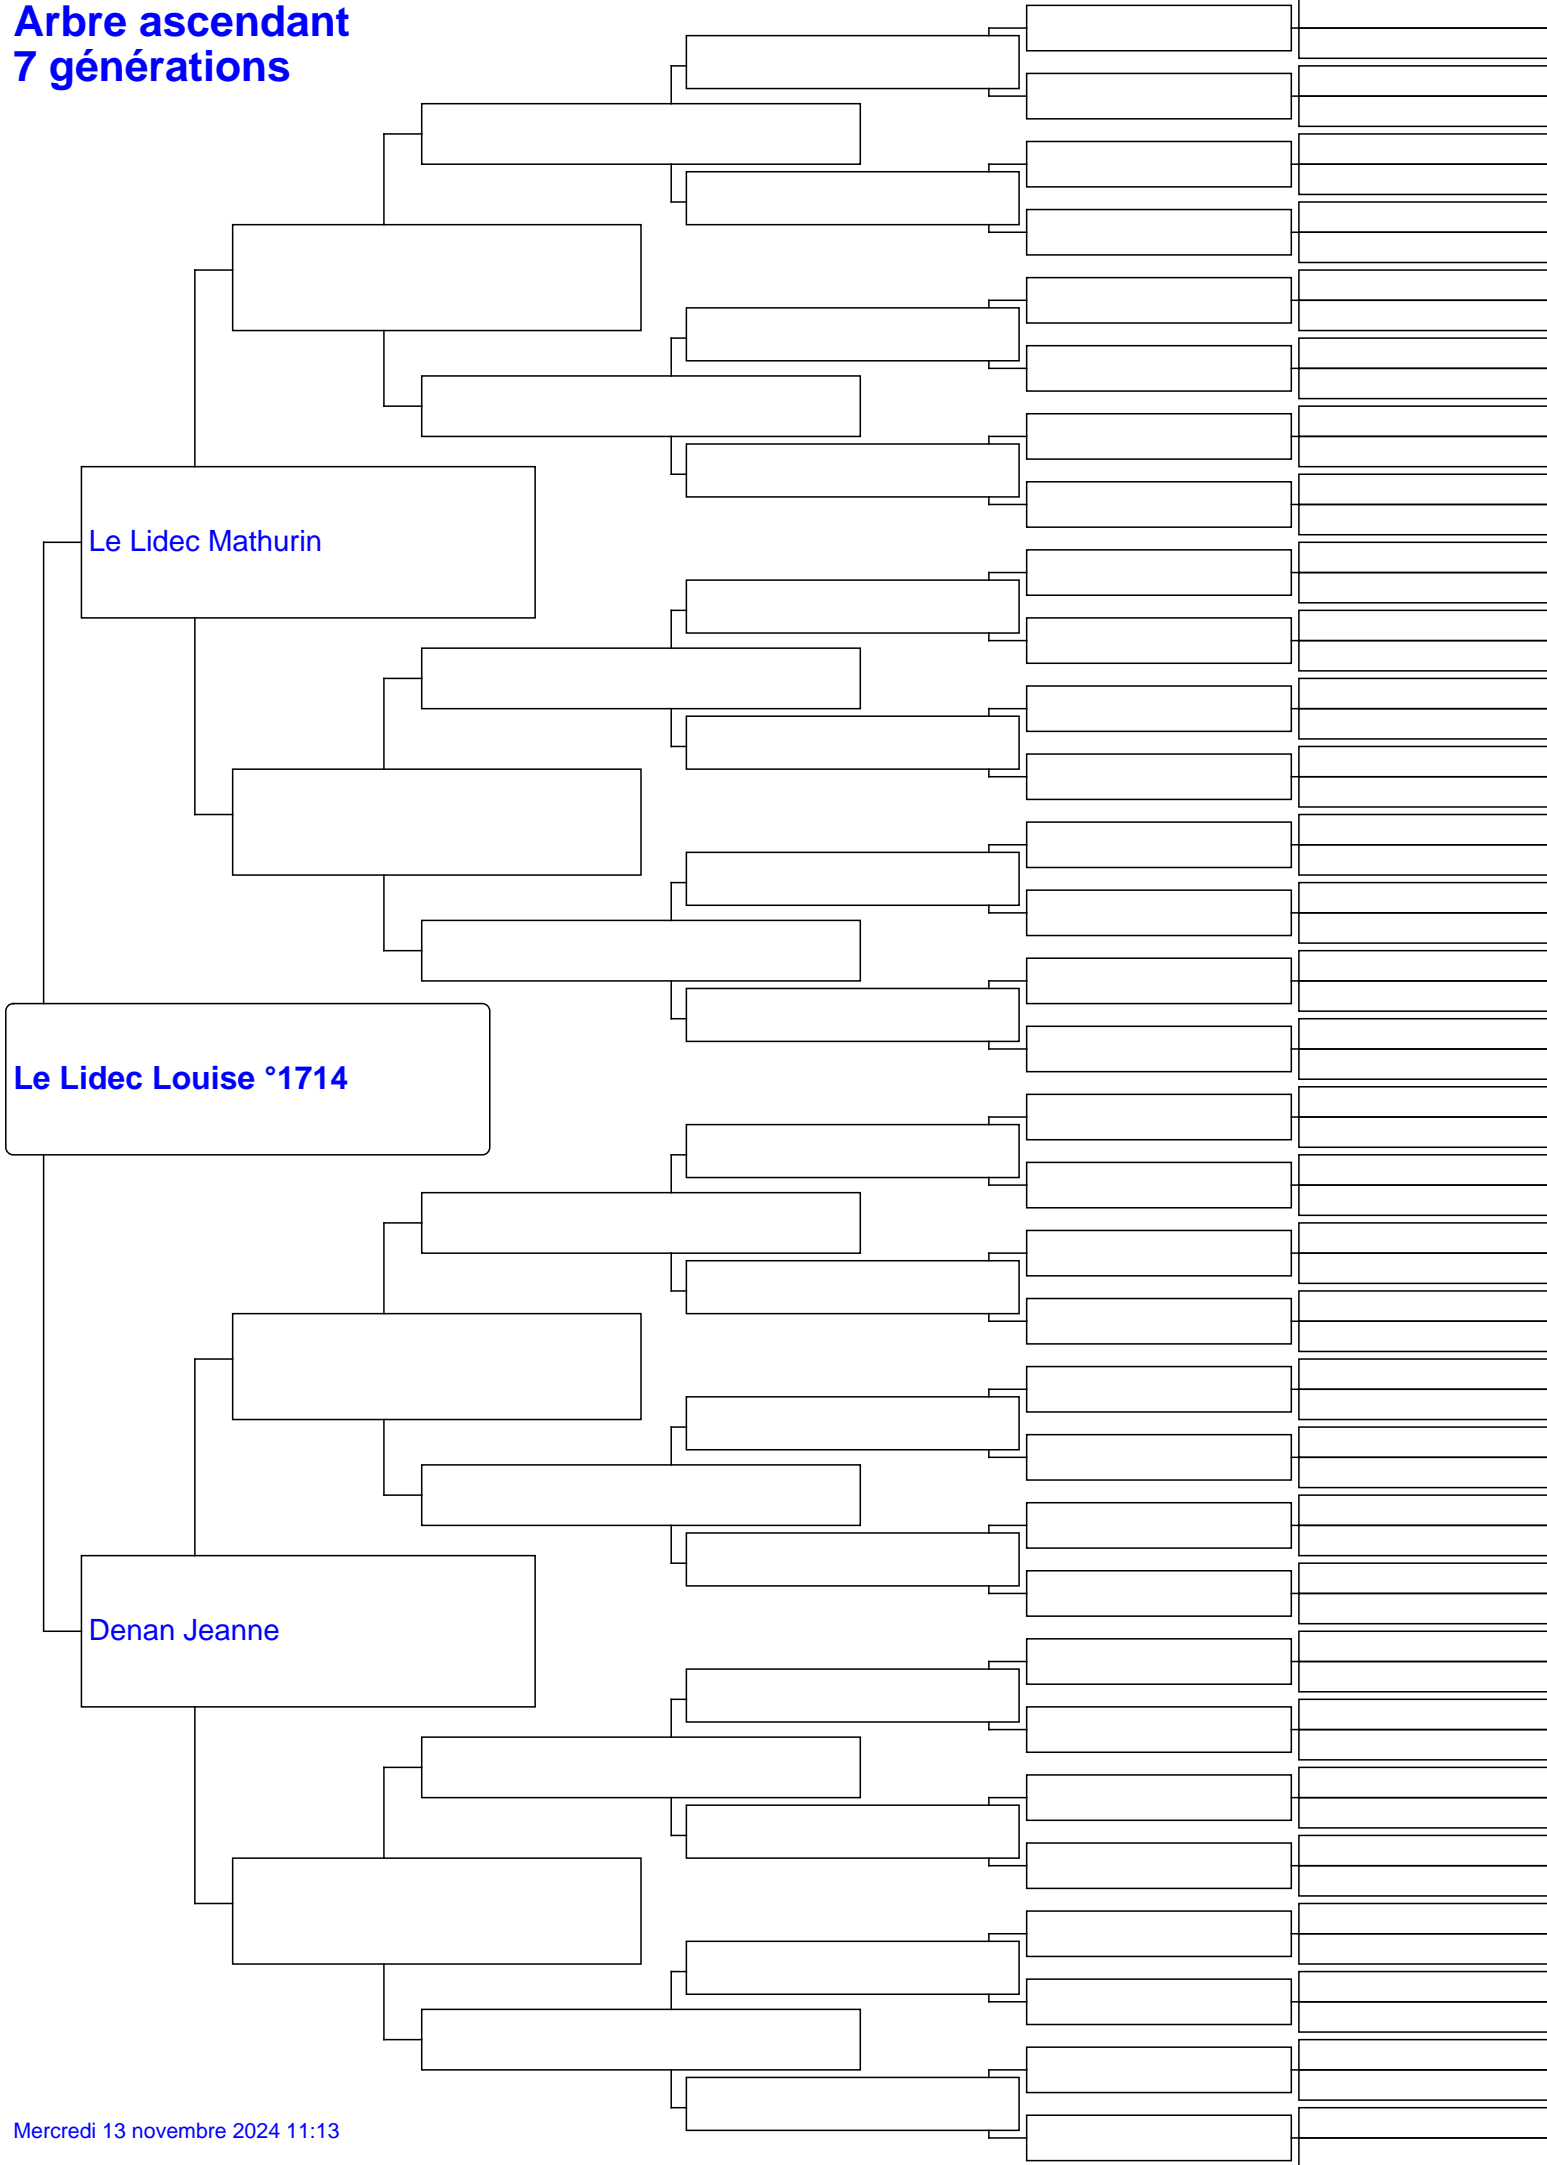 Arbre ascendant
7 générations
Le Lidec Mathurin
Le Lidec Louise °1714
Denan Jeanne
Mercredi 13 novembre 2024 11:13